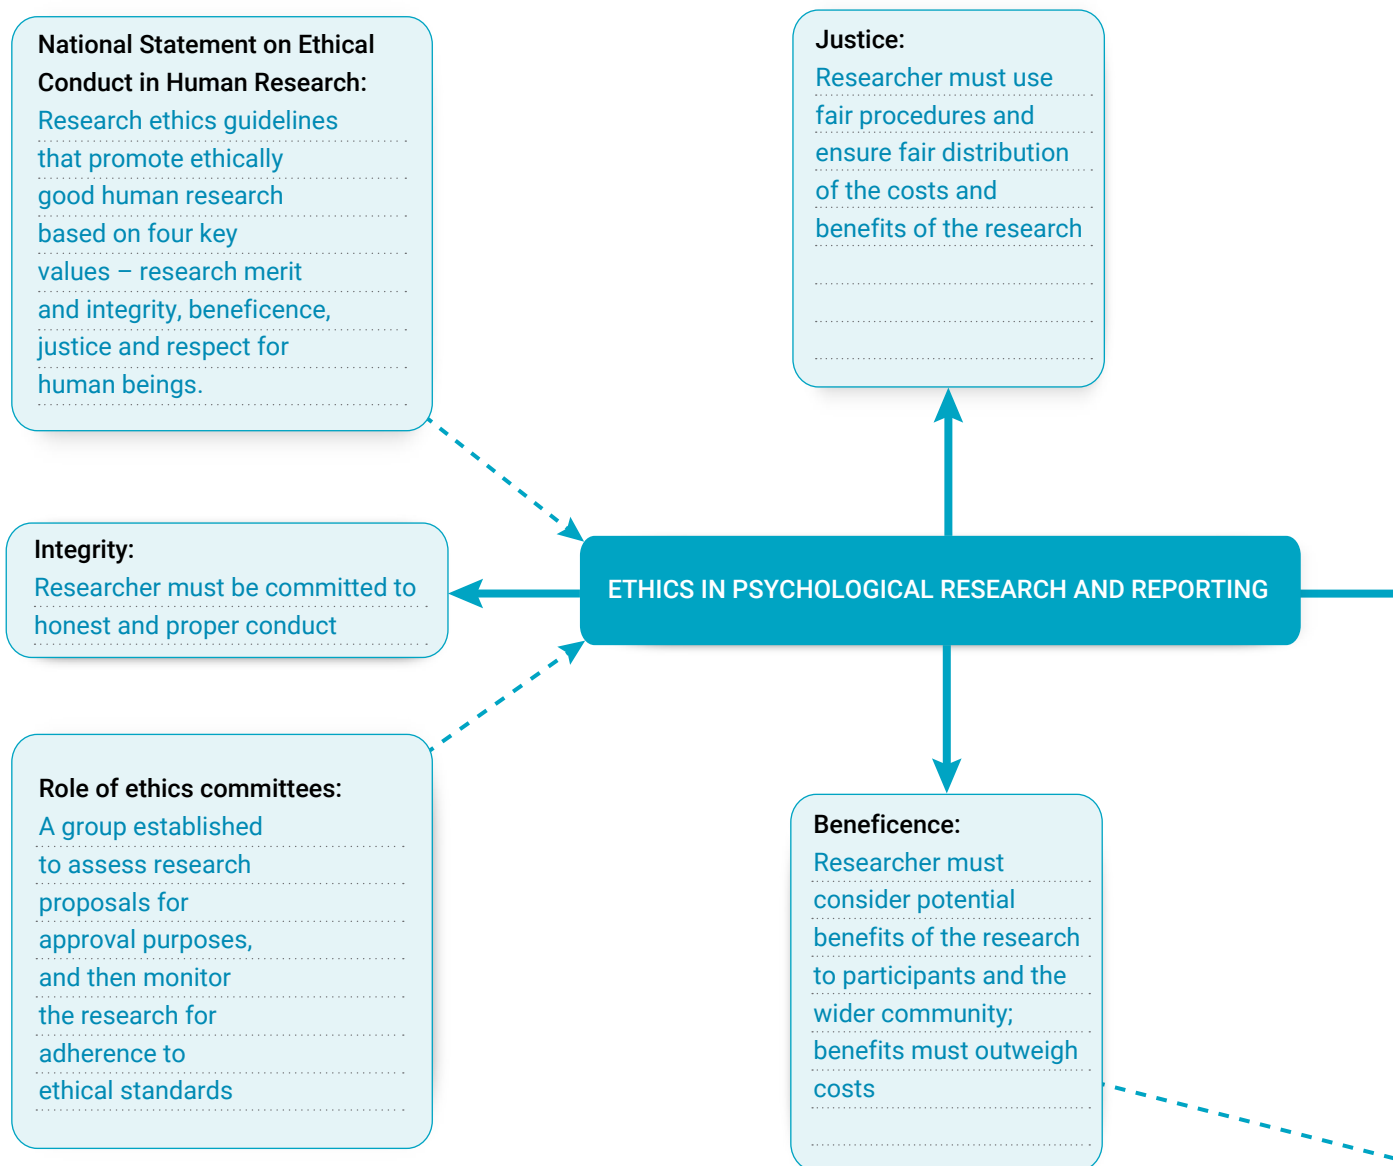 National Statement on Ethical
Conduct in Human Research:
Research ethics guidelines
that promote ethically
good human research
based on four key
values – research merit
and integrity, beneficence,
justice and respect for
human beings.
Justice:
Researcher must use
fair procedures and
ensure fair distribution
of the costs and
benefits of the research
Integrity:
Researcher must be committed to
honest and proper conduct
ETHICS IN PSYCHOLOGICAL RESEARCH AND REPORTING
Role of ethics committees:
A group established
to assess research
proposals for
approval purposes,
and then monitor
the research for
adherence to
ethical standards
Beneficence:
Researcher must
consider potential
benefits of the research
to participants and the
wider community;
benefits must outweigh
costs